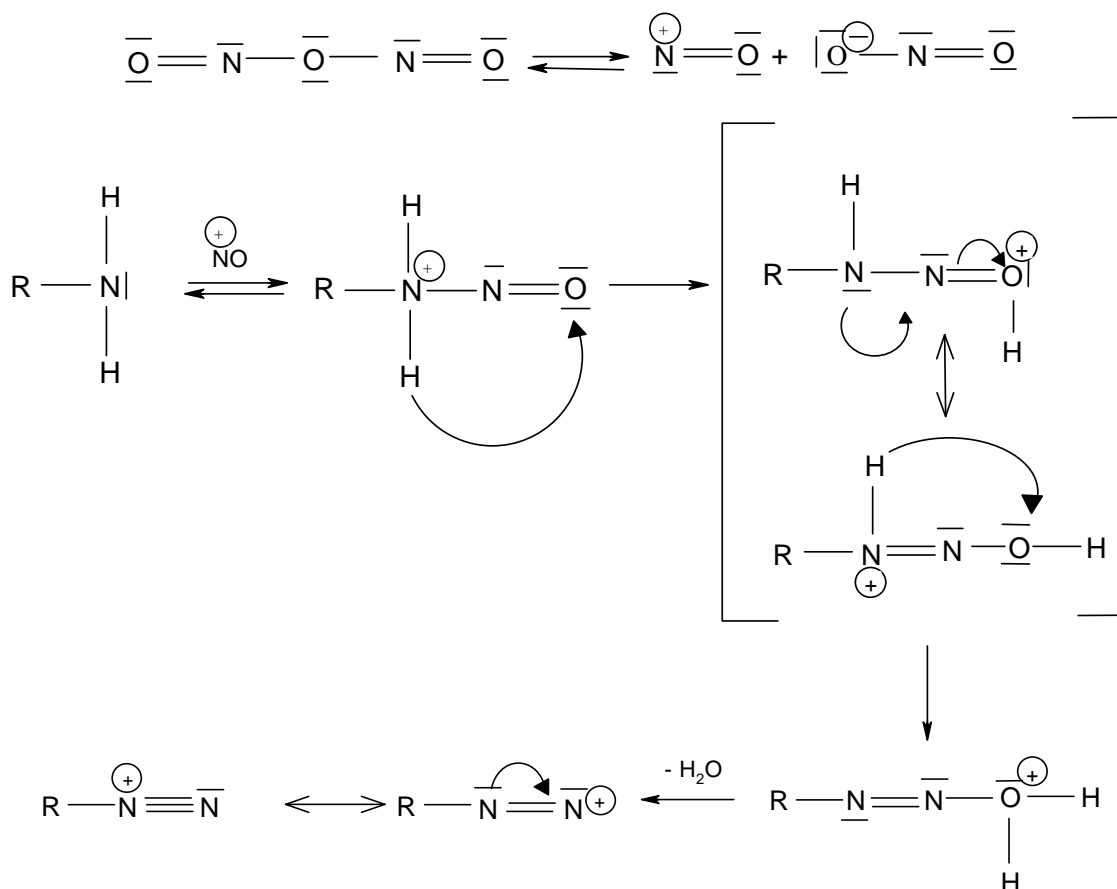 O = N — O — N = O ⇌ ⊕ N = O + |O ⊖ — N = O
H
R — N|
H
⊕
NO
H
R — N ⊕ — N = O
H
H
R — N — N = O ⊕ |
H
H
R — N = N — O — H
⊕
R — N = N — O ⊕ — H
H
- H₂O
R — N = N ⊕
R — N ⊕ ≡ N